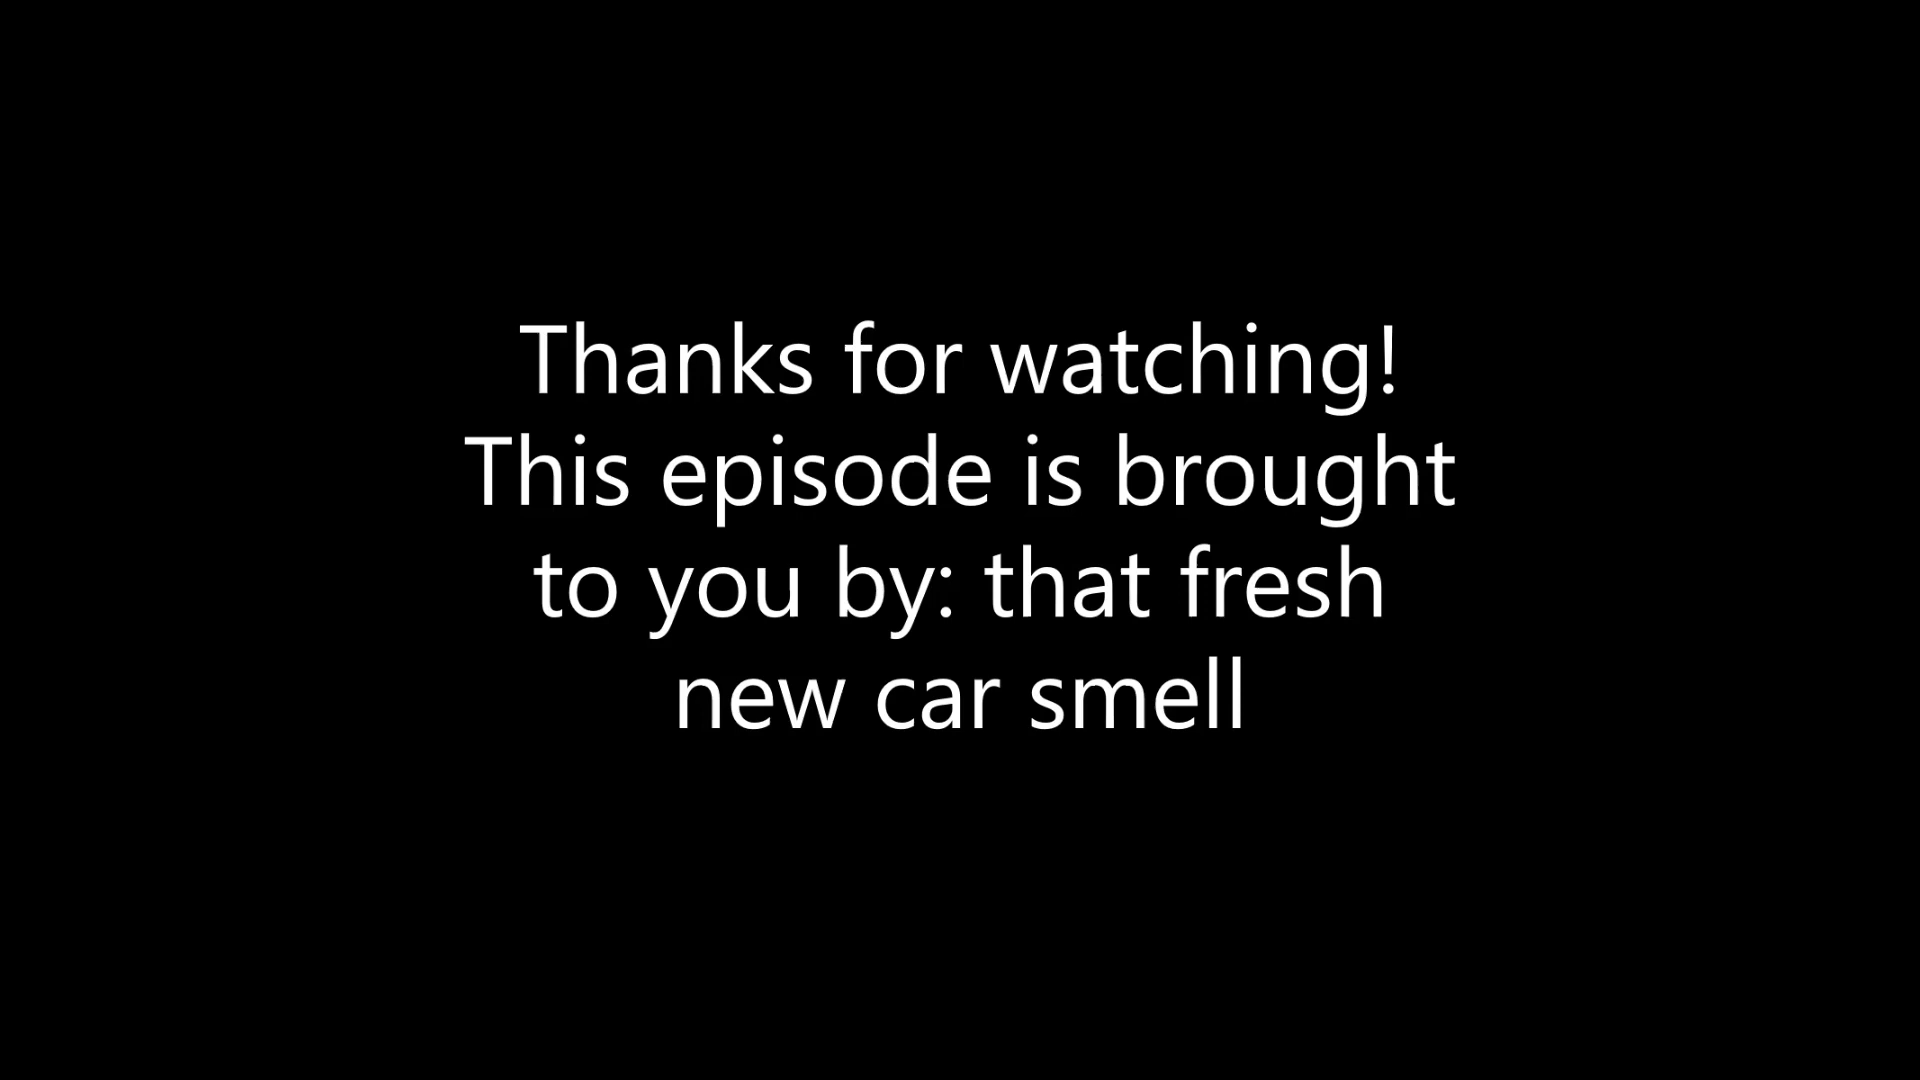 Thanks for watching!
This episode is brought
to you by: that fresh
new car smell